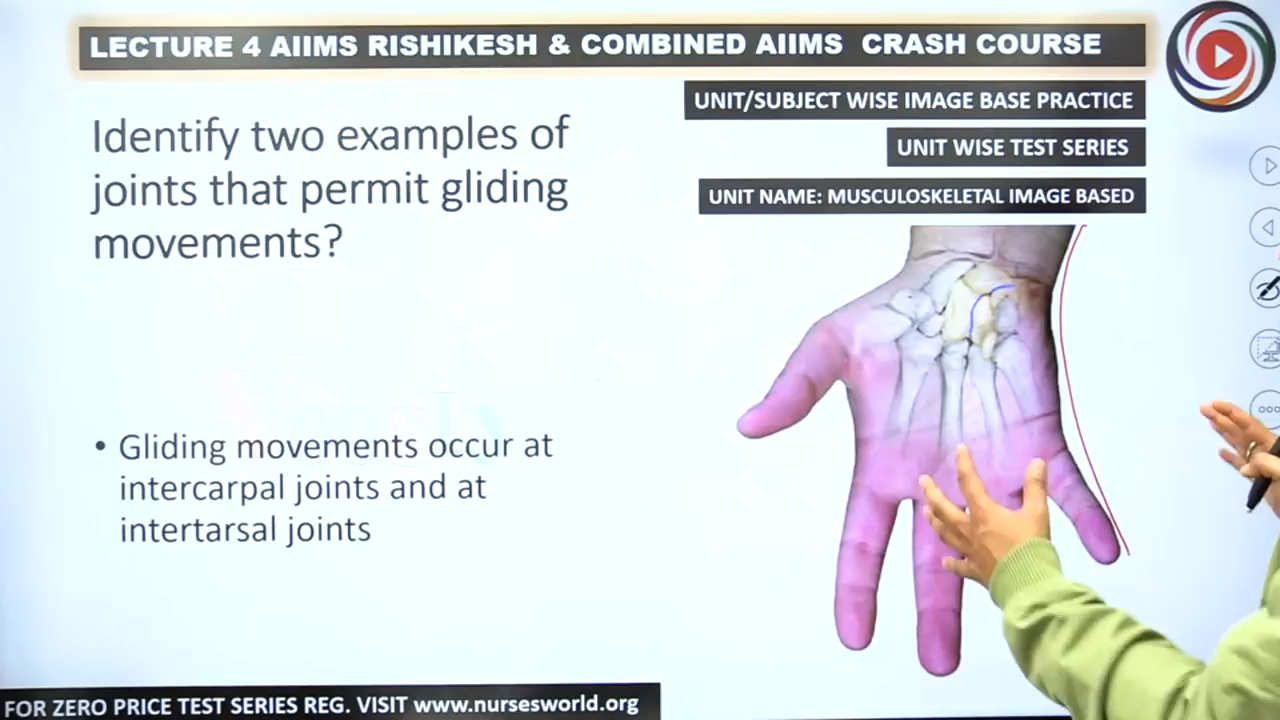 LECTURE 4 AIIMS RISHIKESH & COMBINED AIIMS CRASH COURSE
UNIT/SUBJECT WISE IMAGE BASE PRACTICE
UNIT WISE TEST SERIES
UNIT NAME: MUSCULOSKELETAL IMAGE BASED
Identify two examples of
joints that permit gliding
movements?
• Gliding movements occur at
intercarpal joints and at
intertarsal joints
FOR ZERO PRICE TEST SERIES REG. VISIT www.nursesworld.org